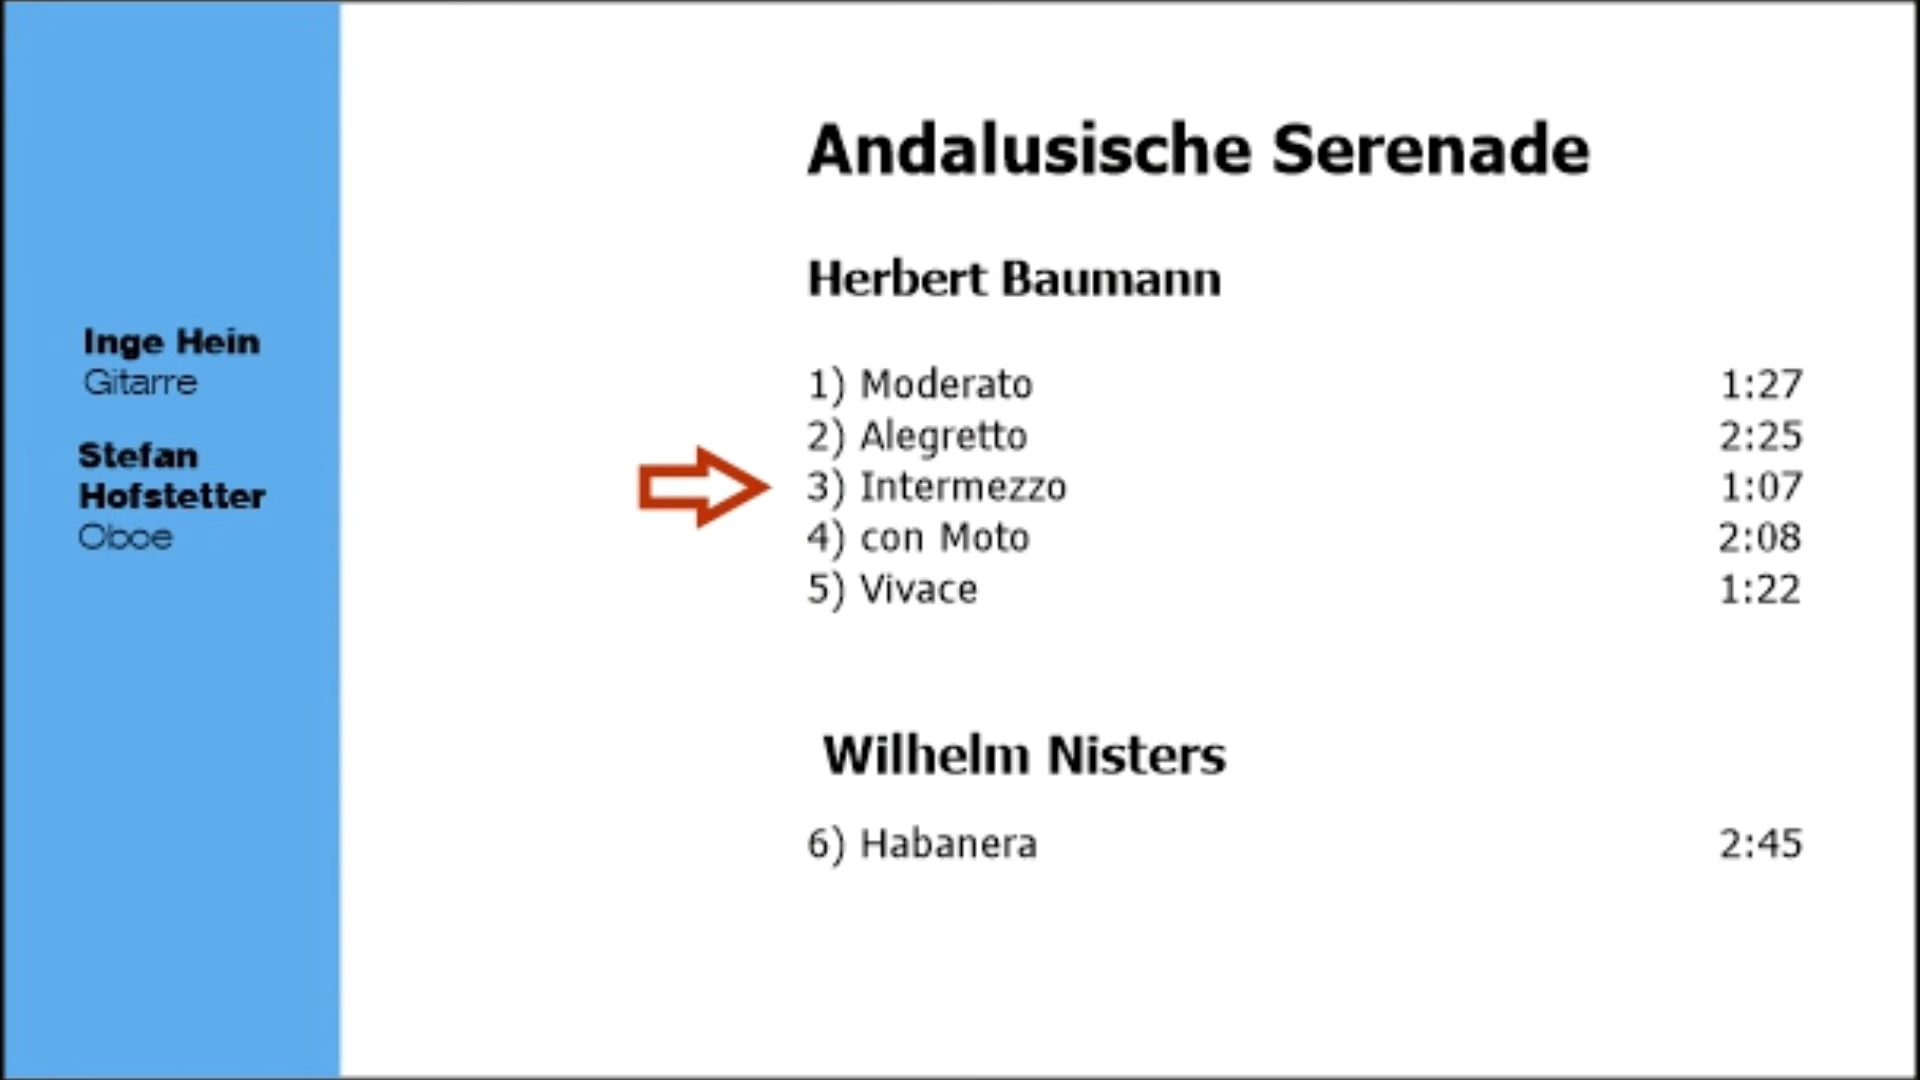 Inge Hein
Gitarre
Stefan
Hofstetter
Oboe
Andalusische Serenade
Herbert Baumann
1) Moderato 1:27
2) Alegretto 2:25
3) Intermezzo 1:07
4) con Moto 2:08
5) Vivace 1:22
Wilhelm Nisters
6) Habanera 2:45